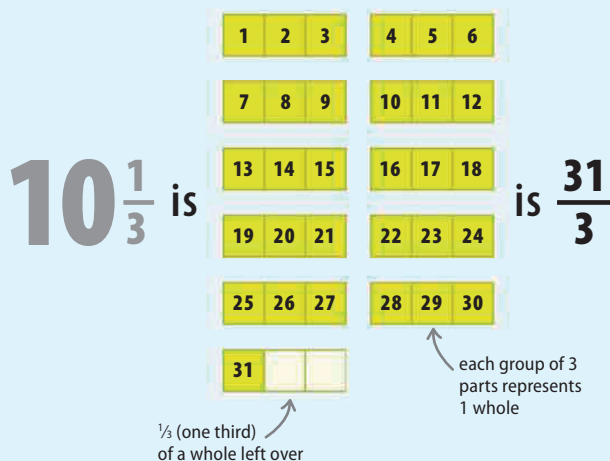 1 2 3 4 5 6
7 8 9 10 11 12
13 14 15 16 17 18
10 1/3 is
is 31/3
19 20 21 22 23 24
25 26 27 28 29 30
31
each group of 3
parts represents
1 whole
⅓ (one third)
of a whole left over